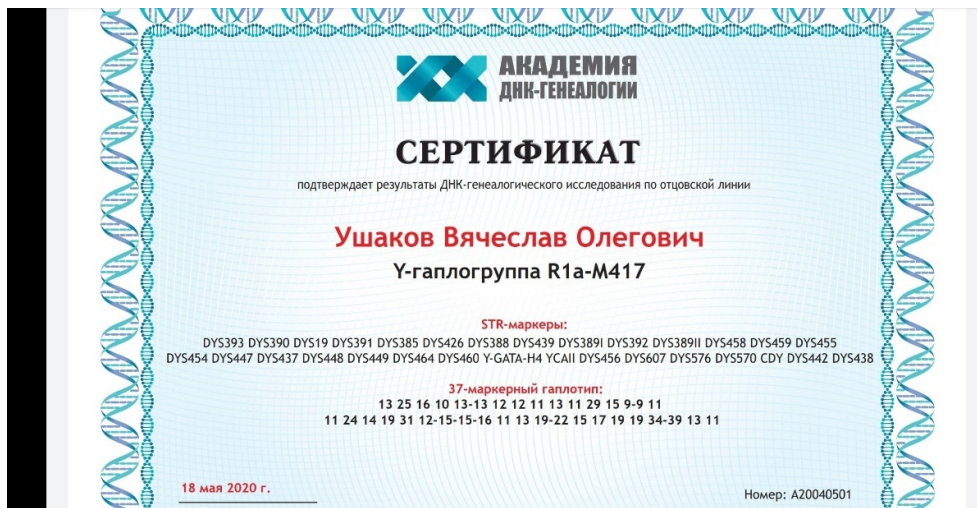 АКАДЕМИЯ
ДНК-ГЕНЕАЛОГИИ
СЕРТИФИКАТ
подтверждает результаты ДНК-генеалогического исследования по отцовской линии
Ушаков Вячеслав Олегович
Y-гаплогруппа R1a-M417
STR-маркеры:
DYS393 DYS390 DYS19 DYS391 DYS385 DYS426 DYS388 DYS439 DYS389I DYS392 DYS389II DYS458 DYS459 DYS455
DYS454 DYS447 DYS437 DYS448 DYS449 DYS464 DYS460 Y-GATA-H4 YCAII DYS456 DYS607 DYS576 DYS570 CDY DYS442 DYS438
37-маркерный гаплотип:
13 25 16 10 13-13 12 12 11 13 11 29 15 9-9 11
11 24 14 19 31 12-15-15-16 11 13 19-22 15 17 19 19 34-39 13 11
18 мая 2020 г.
Номер: A20040501